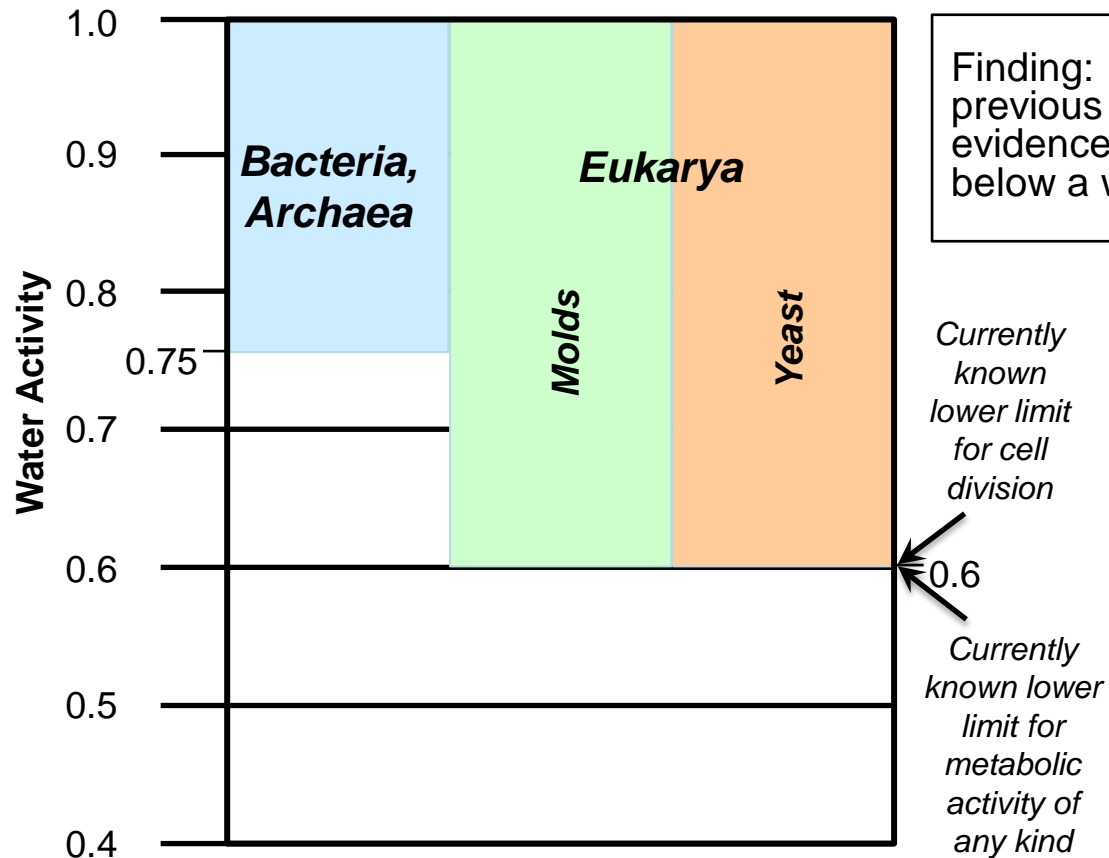 1.0
0.9
0.8
0.75
0.7
0.6
0.5
0.4
Water Activity
Bacteria,
Archaea
Eukarya
Molds
Yeast
Finding:
previous
evidence
below a
Currently
known
lower limit
for cell
division
0.6
Currently
known lower
limit for
metabolic
activity of
any kind